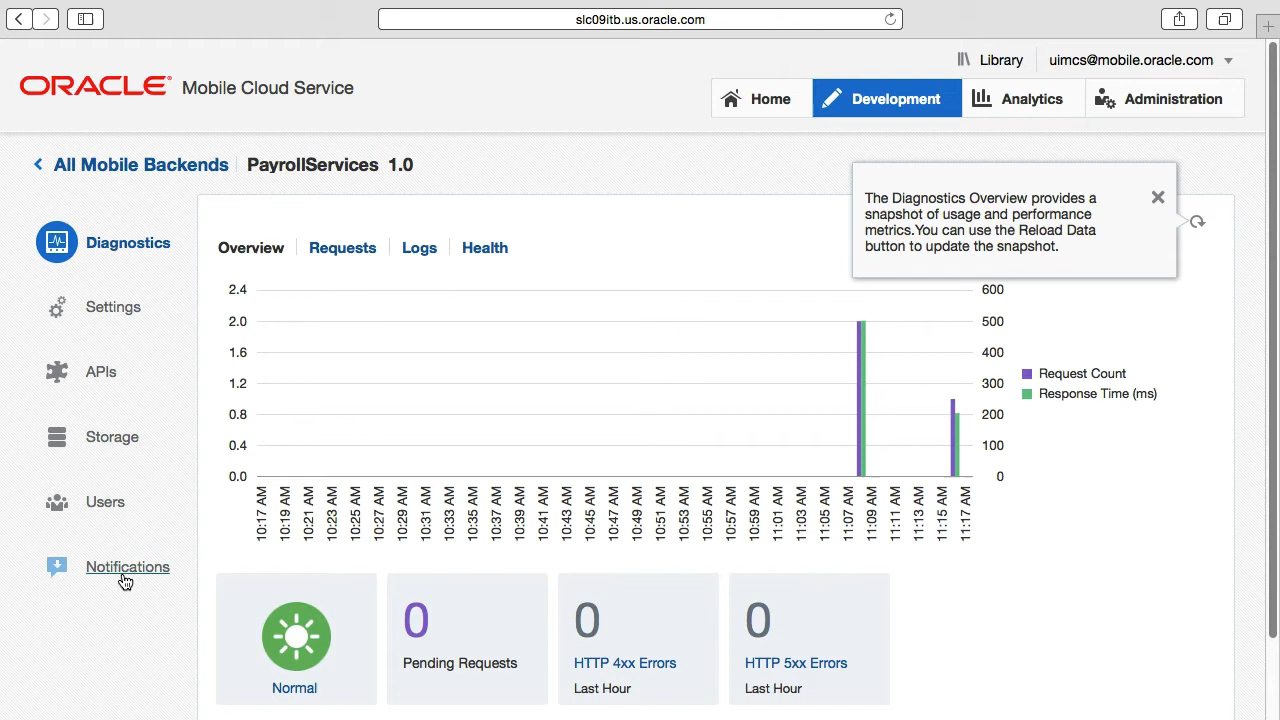 slc09itb.us.oracle.com
Library
uimcs@mobile.oracle.com
ORACLE Mobile Cloud Service
Home
Development
Analytics
Administration
All Mobile Backends
PayrollServices 1.0
The Diagnostics Overview provides a
snapshot of usage and performance
metrics.You can use the Reload Data
button to update the snapshot.
Diagnostics
Settings
APIs
Storage
Users
Notifications
Overview
Requests
Logs
Health
2.4
2.0
1.6
1.2
0.8
0.4
0.0
600
500
400
300
200
100
0
Request Count
Response Time (ms)
10:17 AM
10:19 AM
10:21 AM
10:23 AM
10:25 AM
10:27 AM
10:29 AM
10:31 AM
10:33 AM
10:35 AM
10:37 AM
10:39 AM
10:41 AM
10:43 AM
10:45 AM
10:47 AM
10:49 AM
10:51 AM
10:53 AM
10:55 AM
10:57 AM
10:59 AM
11:01 AM
11:03 AM
11:05 AM
11:07 AM
11:09 AM
11:11 AM
11:13 AM
11:15 AM
11:17 AM
Normal
0
Pending Requests
0
HTTP 4xx Errors
Last Hour
0
HTTP 5xx Errors
Last Hour